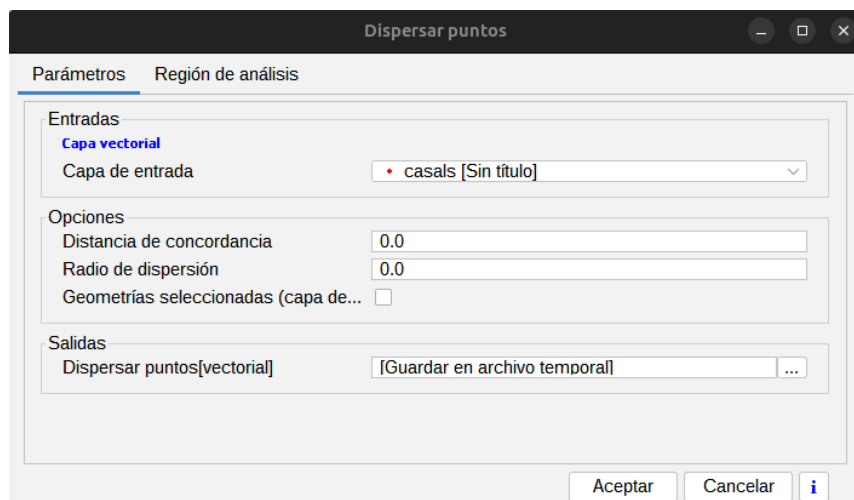 Dispersar puntos
Parámetros Región de análisis
Entradas
Capa vectorial
Capa de entrada casals [Sin título]
Opciones
Distancia de concordancia 0.0
Radio de dispersión 0.0
Geometrías seleccionadas (capa de...
Salidas
Dispersar puntos[vectorial] [Guardar en archivo temporal] ...
Aceptar Cancelar i